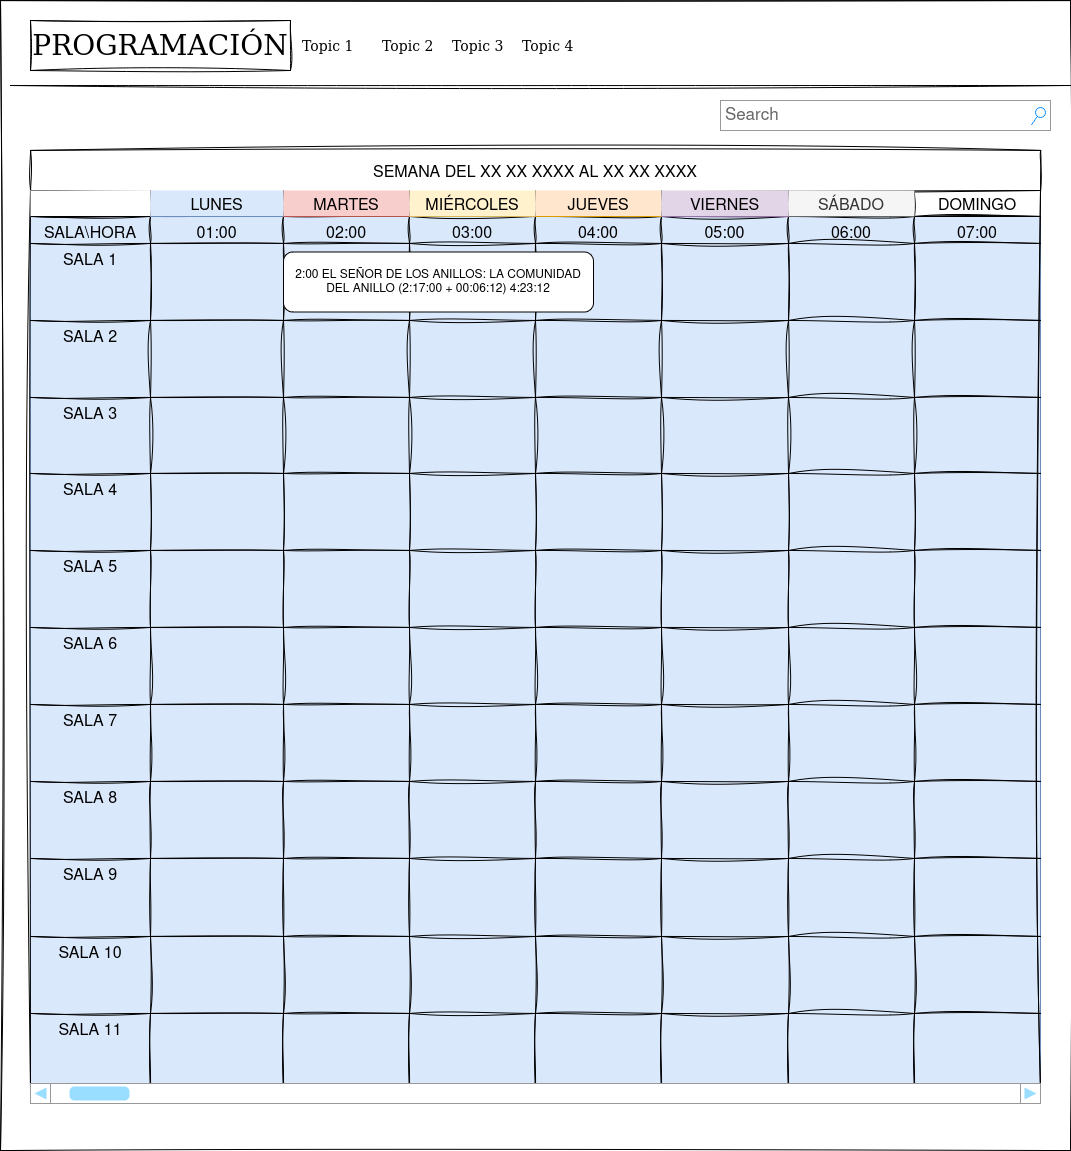 PROGRAMACIÓN Topic 1 Topic 2 Topic 3 Topic 4
Search
SEMANA DEL XX XX XXXX AL XX XX XXXX
LUNES MARTES MIÉRCOLES JUEVES VIERNES SÁBADO DOMINGO
SALA\HORA 01:00 02:00 03:00 04:00 05:00 06:00 07:00
SALA 1
2:00 EL SEÑOR DE LOS ANILLOS: LA COMUNIDAD
DEL ANILLO (2:17:00 + 00:06:12) 4:23:12
SALA 2
SALA 3
SALA 4
SALA 5
SALA 6
SALA 7
SALA 8
SALA 9
SALA 10
SALA 11